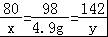 80/x = 98/4.9g = 142/y